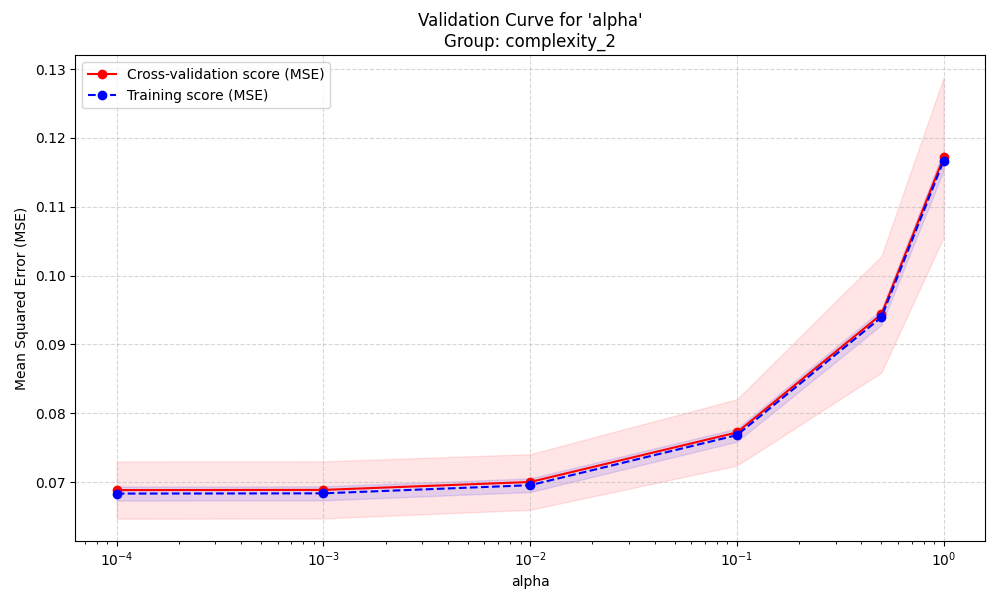 Validation Curve for 'alpha'
Group: complexity_2
Cross-validation score (MSE)
Training score (MSE)
Mean Squared Error (MSE)
0.13
0.12
0.11
0.10
0.09
0.08
0.07
10⁻⁴
10⁻³
10⁻²
10⁻¹
10⁰
alpha